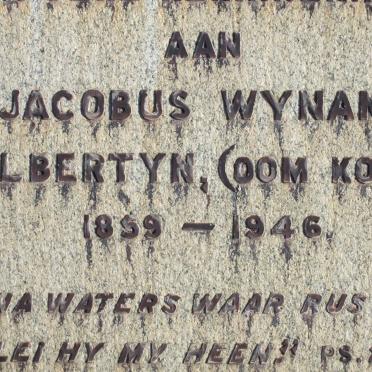 AAN
JACOBUS WYNAN
LBERTYN, (OOM KO
1859 — 1946.
NA WATERS WAAR RUS
LEI HY MY HEEN" PS.